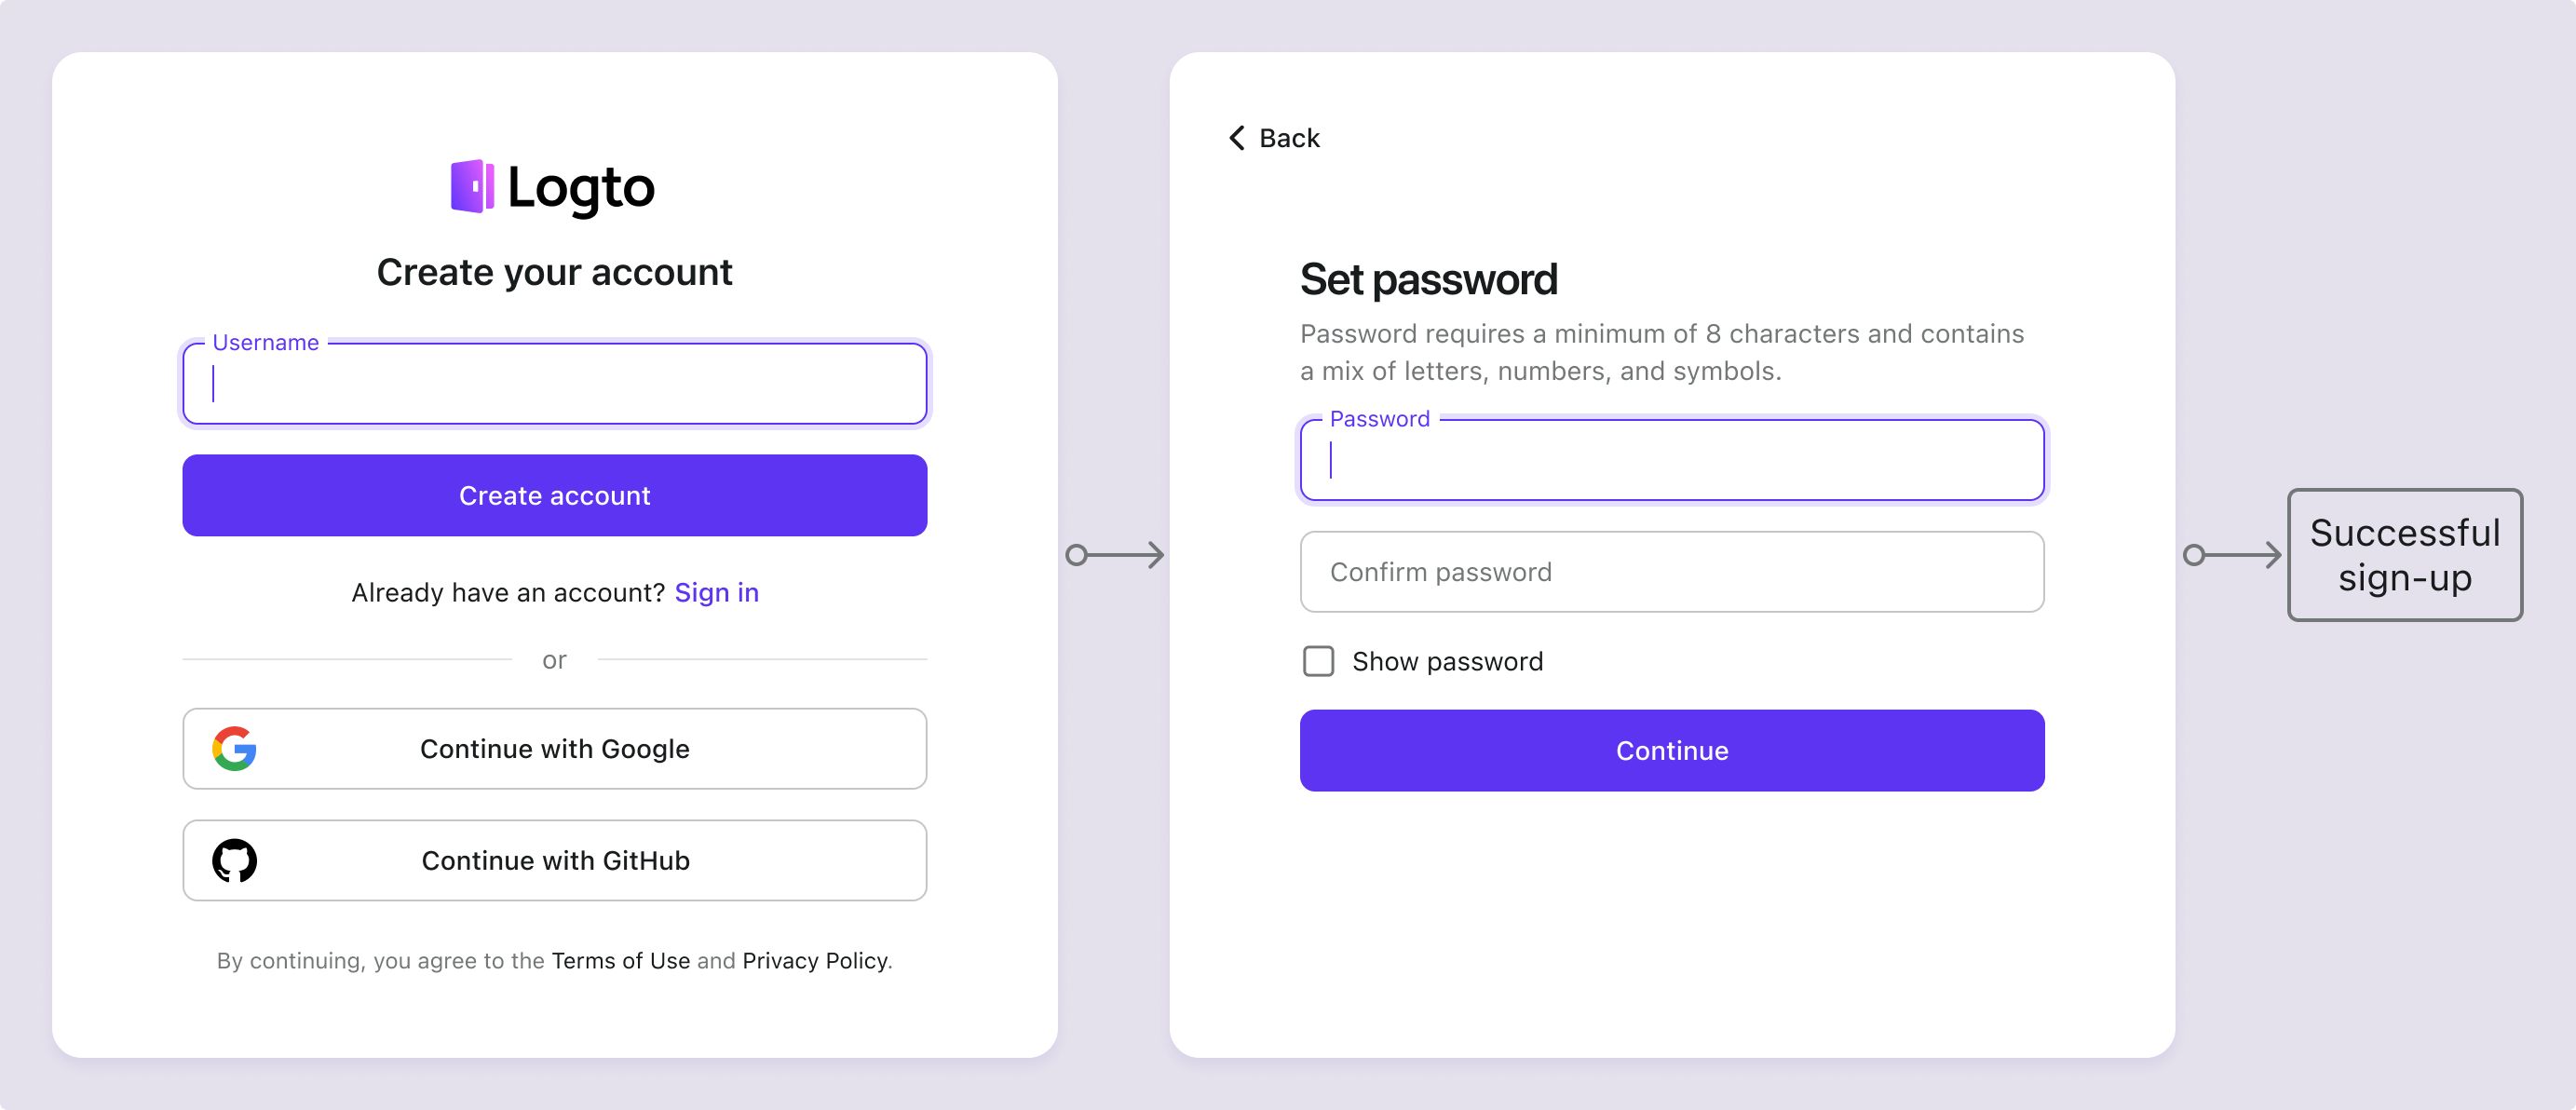 Logto
Create your account
Username
Create account
Already have an account? Sign in
or
Continue with Google
Continue with GitHub
By continuing, you agree to the Terms of Use and Privacy Policy.
Back
Set password
Password requires a minimum of 8 characters and contains
a mix of letters, numbers, and symbols.
Password
Confirm password
Show password
Continue
Successful
sign-up